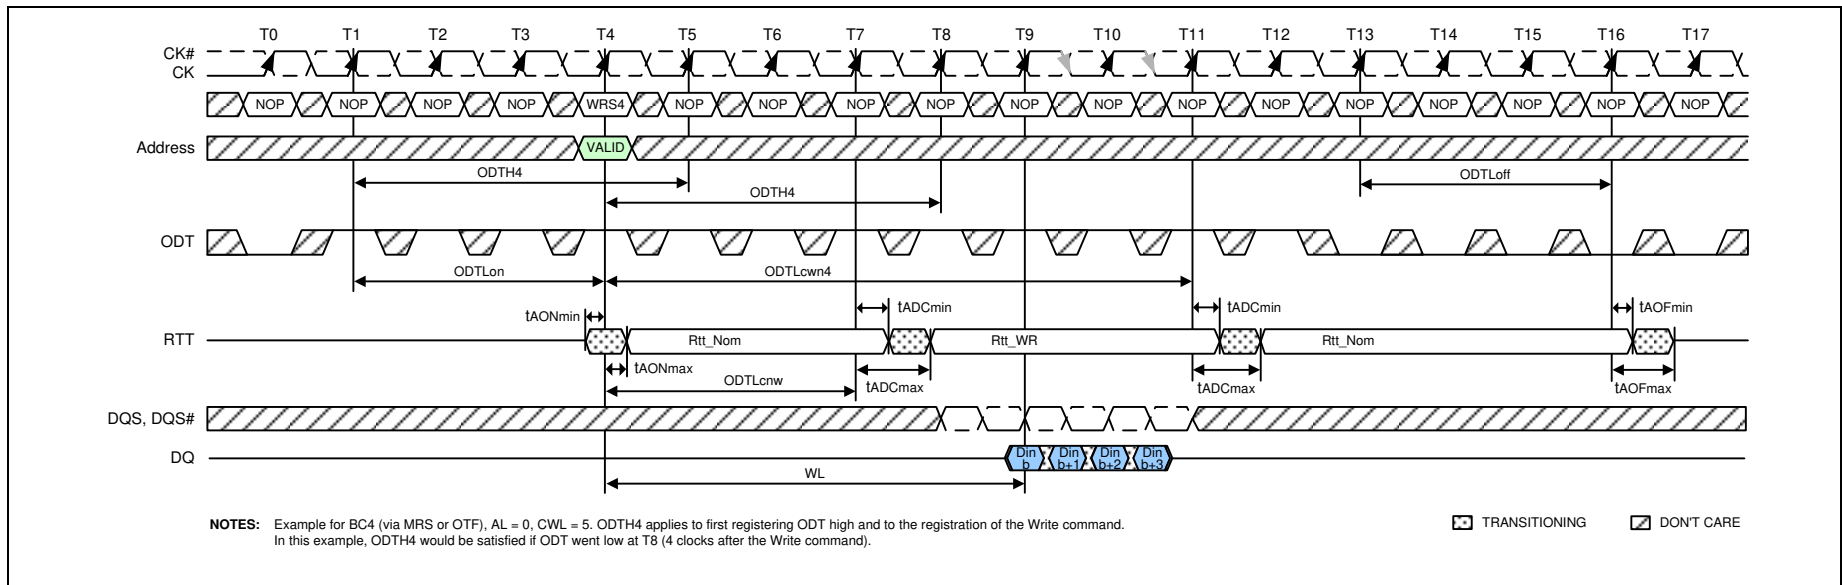 T0 T1 T2 T3 T4 T5 T6 T7 T8 T9 T10 T11 T12 T13 T14 T15 T16 T17
CK#
CK
NOP NOP NOP NOP WRS4 NOP NOP NOP NOP NOP NOP NOP NOP NOP NOP NOP NOP NOP
Address VALID
ODTH4 ODTLoff
ODTH4
ODT
ODTLon ODTLcwn4
tAONmin tADCmin tADCmin tAOFmin
RTT Rtt_Nom Rtt_WR Rtt_Nom
tAONmax
ODTLcnw tADCmax tADCmax tAOFmax
DQS, DQS#
DQ Din b Din b+1 Din b+2 Din b+3
WL
NOTES: Example for BC4 (via MRS or OTF), AL = 0, CWL = 5. ODTH4 applies to first registering ODT high and to the registration of the Write command. TRANSITIONING DON'T CARE
In this example, ODTH4 would be satisfied if ODT went low at T8 (4 clocks after the Write command).